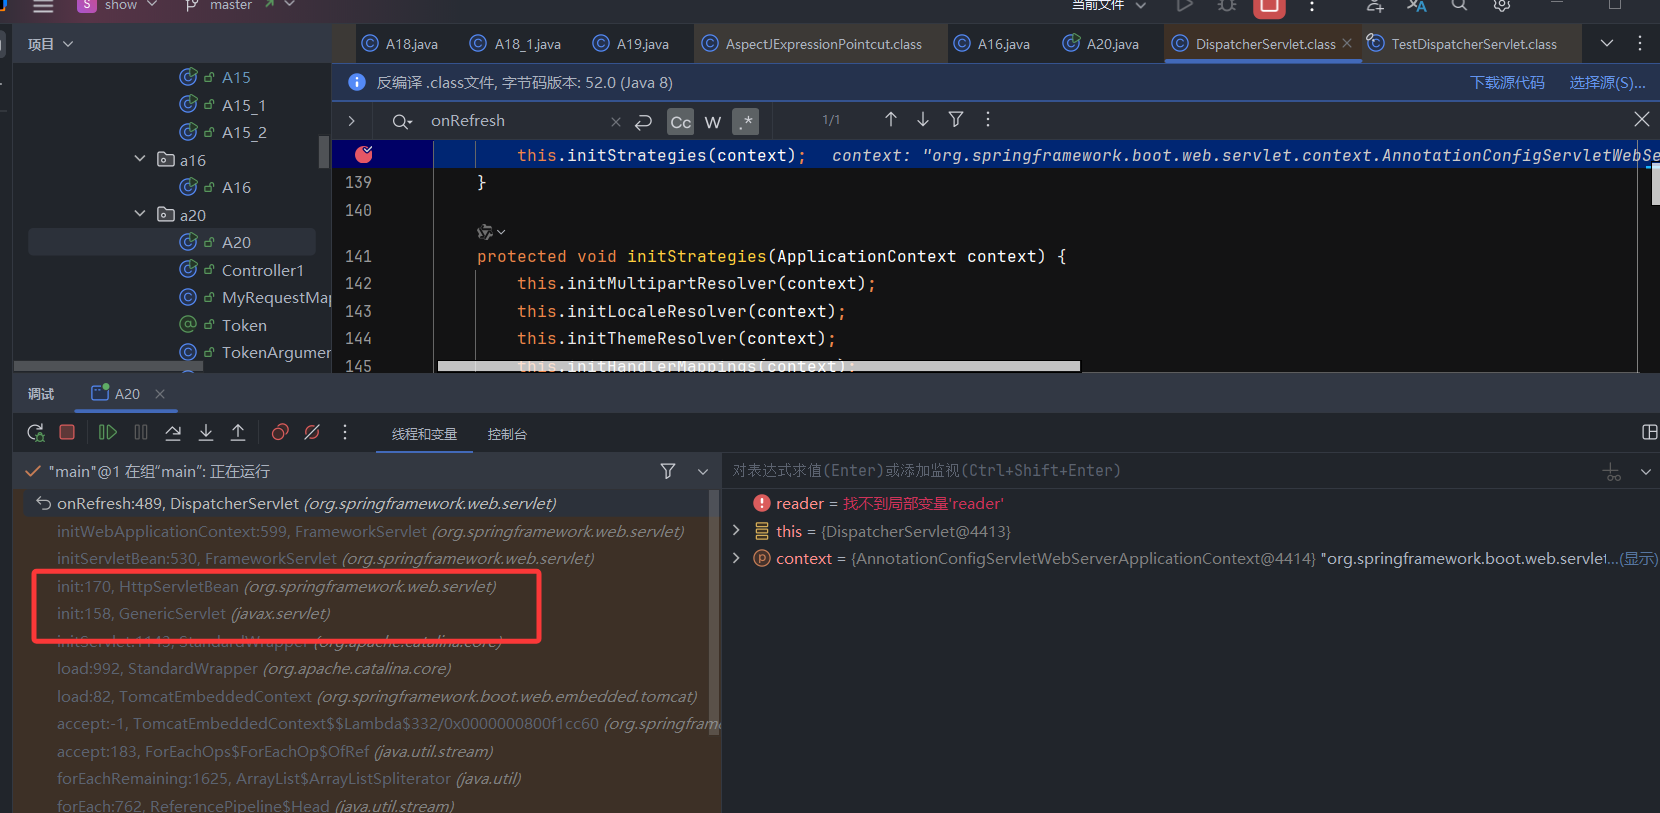 S show master 当前文件
项目 A18.java A18_1.java A19.java AspectJExpressionPointcut.class A16.java A20.java DispatcherServlet.class TestDispatcherServlet.class
A15
A15_1
A15_2
a16
A16
a20
A20
Controller1
MyRequestMap
Token
TokenArgumen
反编译 .class文件, 字节码版本: 52.0 (Java 8) 下载源代码 选择源(S)...
onRefresh Cc W .* 1/1
this.initStrategies(context); context: "org.springframework.boot.web.servlet.context.AnnotationConfigServletWebSe
139 }
140
141 protected void initStrategies(ApplicationContext context) {
142 this.initMultipartResolver(context);
143 this.initLocaleResolver(context);
144 this.initThemeResolver(context);
145 this.initHandlerMappings(context);
调试 A20
线程和变量 控制台
"main"@1 在组"main": 正在运行
onRefresh:489, DispatcherServlet (org.springframework.web.servlet)
initWebApplicationContext:599, FrameworkServlet (org.springframework.web.servlet)
initServletBean:530, FrameworkServlet (org.springframework.web.servlet)
init:170, HttpServletBean (org.springframework.web.servlet)
init:158, GenericServlet (javax.servlet)
initServlet:1143, StandardWrapper (org.apache.catalina.core)
load:992, StandardWrapper (org.apache.catalina.core)
load:82, TomcatEmbeddedContext (org.springframework.boot.web.embedded.tomcat)
accept:-1, TomcatEmbeddedContext$$Lambda$332/0x0000000800f1cc60 (org.springframe
accept:183, ForEachOps$ForEachOp$OfRef (java.util.stream)
forEachRemaining:1625, ArrayList$ArrayListSpliterator (java.util)
forEach:762, ReferencePipeline$Head (java.util.stream)
对表达式求值(Enter)或添加监视(Ctrl+Shift+Enter)
reader = 找不到局部变量'reader'
this = {DispatcherServlet@4413}
context = {AnnotationConfigServletWebServerApplicationContext@4414} "org.springframework.boot.web.servlet...(显示)